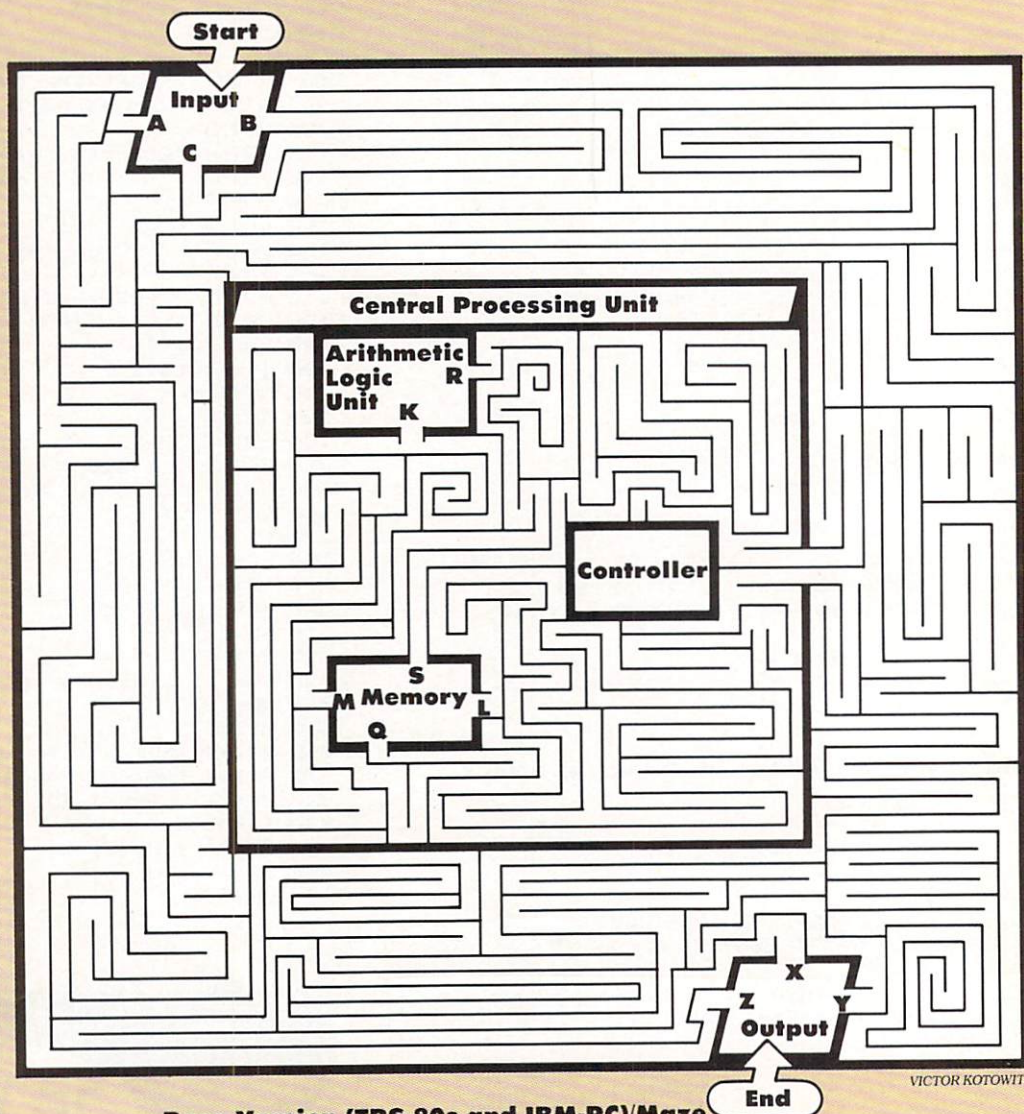 Start
Input
A B
C
Central Processing Unit
Arithmetic
Logic R
Unit
K
Controller
S
M Memory L
Q
X
Z Y
Output
VICTOR KOTOWIT
End